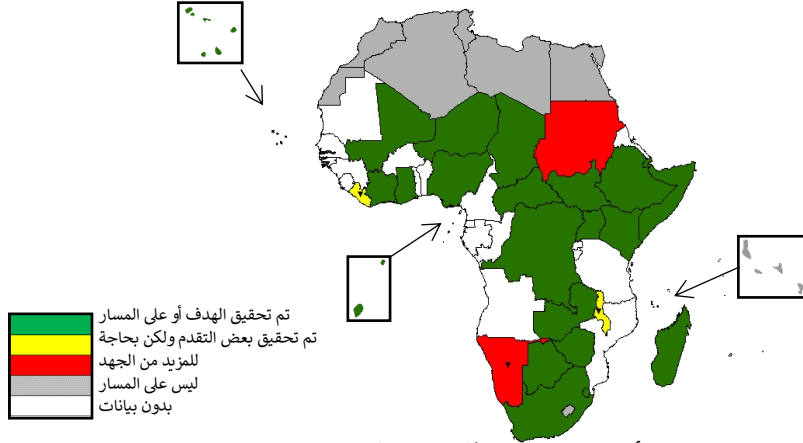 تم تحقيق الهدف أو على المسار
تم تحقيق بعض التقدم ولكن بحاجة
للمزيد من الجهد
ليس على المسار
بدون بيانات